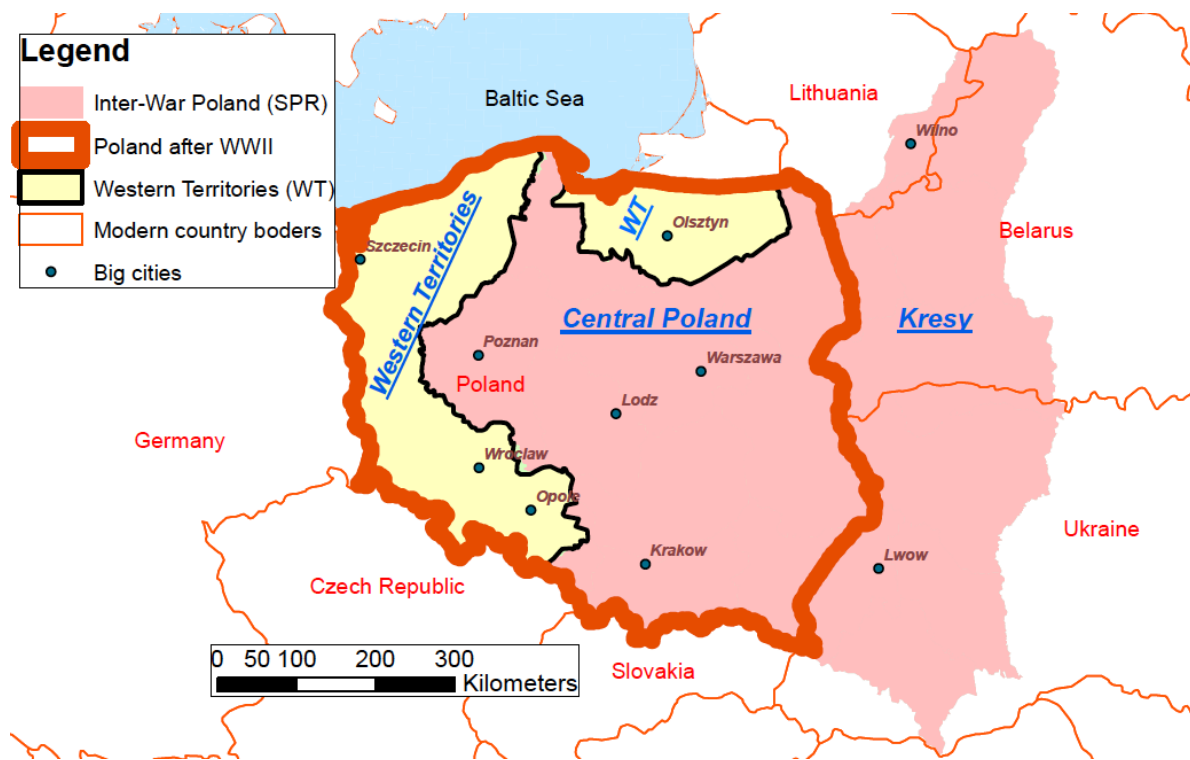 Legend
Inter-War Poland (SPR)
Poland after WWII
Western Territories (WT)
Modern country boders
Big cities
Baltic Sea
Lithuania
Wilno
Belarus
Szczecin
Western Territories
WT
Olsztyn
Central Poland
Kresy
Poznan
Poland
Warszawa
Lodz
Germany
Wroclaw
Opole
Ukraine
Krakow
Lwow
Czech Republic
Slovakia
0 50 100 200 300
Kilometers